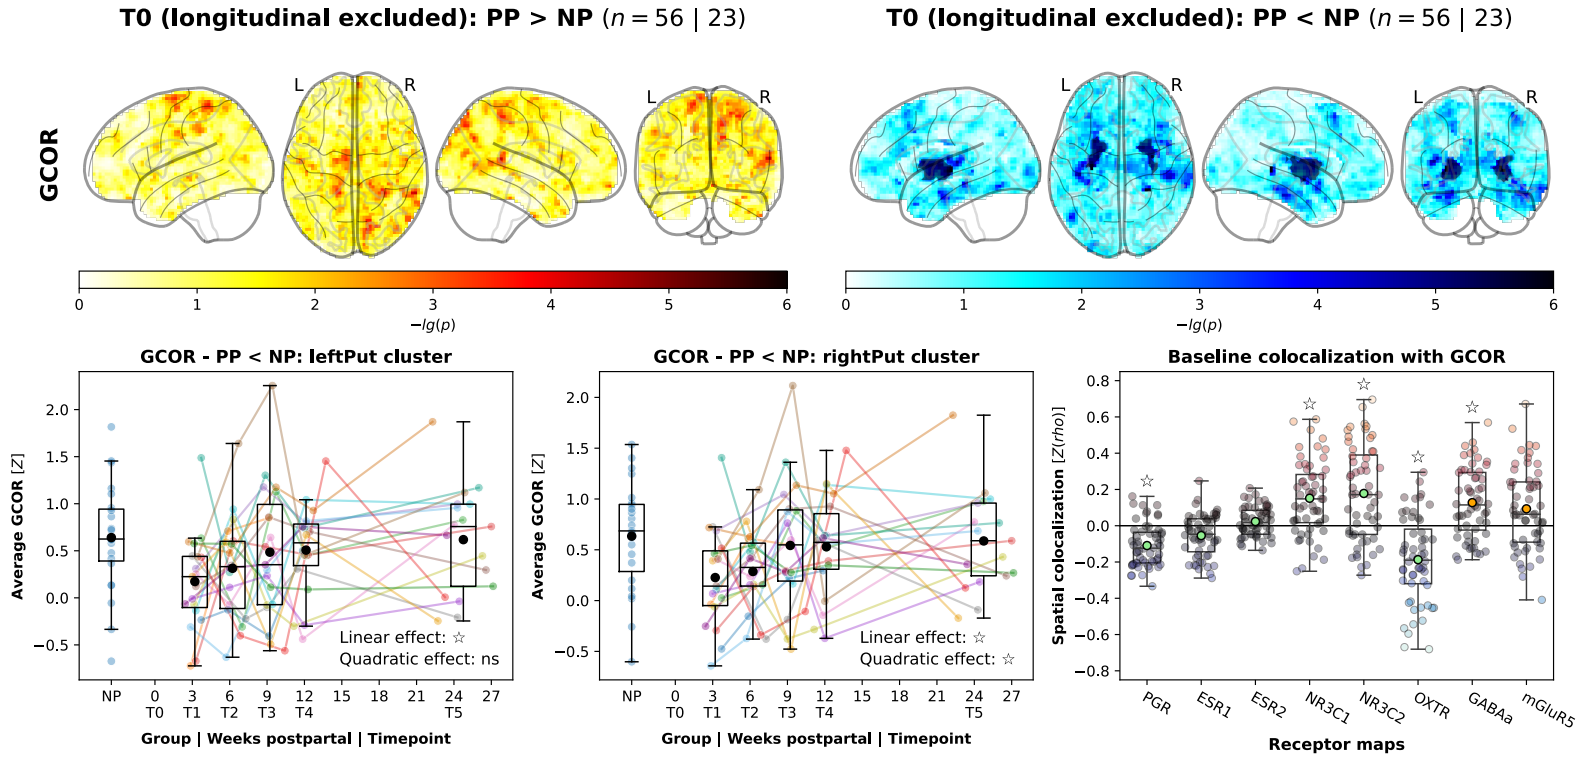 T0 (longitudinal excluded): PP > NP (n = 56 | 23)
T0 (longitudinal excluded): PP < NP (n = 56 | 23)
GCOR
L R L R
L R L R
0 1 2 3 4 5 6
−lg(p)
0 1 2 3 4 5 6
−lg(p)
GCOR - PP < NP: leftPut cluster
Average GCOR [Z]
2.0
1.5
1.0
0.5
0.0
−0.5
Linear effect: ☆
Quadratic effect: ns
NP 0 3 6 9 12 15 18 21 24 27
T0 T1 T2 T3 T4 T5
Group | Weeks postpartal | Timepoint
GCOR - PP < NP: rightPut cluster
Average GCOR [Z]
2.0
1.5
1.0
0.5
0.0
−0.5
Linear effect: ☆
Quadratic effect: ☆
NP 0 3 6 9 12 15 18 21 24 27
T0 T1 T2 T3 T4 T5
Group | Weeks postpartal | Timepoint
Baseline colocalization with GCOR
Spatial colocalization [Z(rho)]
0.8
0.6
0.4
0.2
0.0
−0.2
−0.4
−0.6
−0.8
☆ ☆ ☆ ☆ ☆
PGR ESR1 ESR2 NR3C1 NR3C2 OXTR GABAa mGluR5
Receptor maps